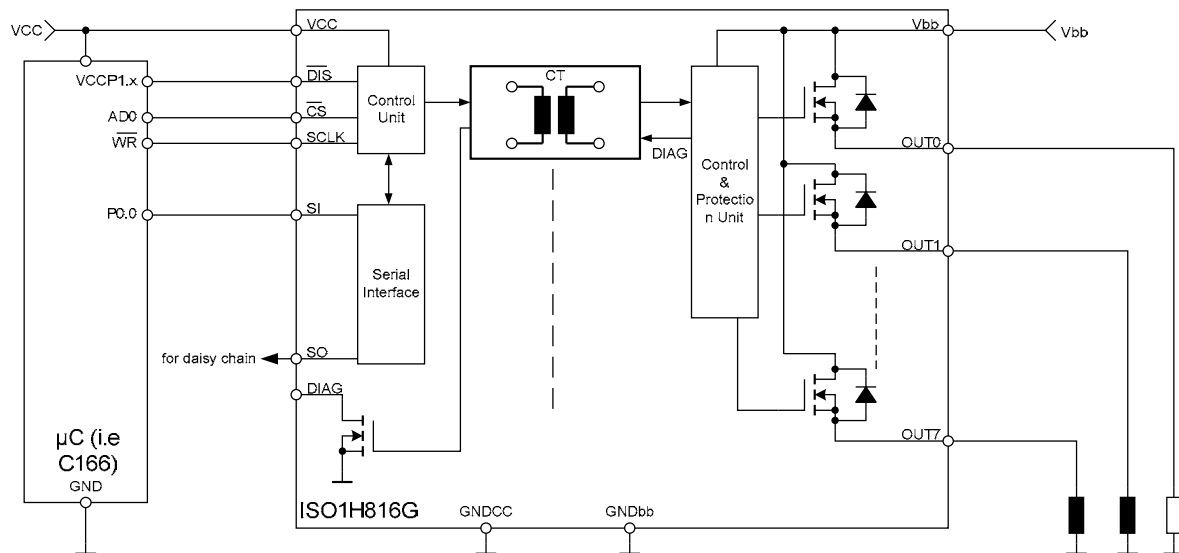 VCC
VCC
Vbb
Vbb
VCCP1.x
DIS
CT
AD0
CS
Control
Unit
WR
SCLK
DIAG
OUT0
Control
&
Protectio
n Unit
P0.0
SI
OUT1
Serial
Interface
for daisy chain
SO
DIAG
OUT7
µC (i.e
C166)
GND
ISO1H816G
GNDCC
GNDbb